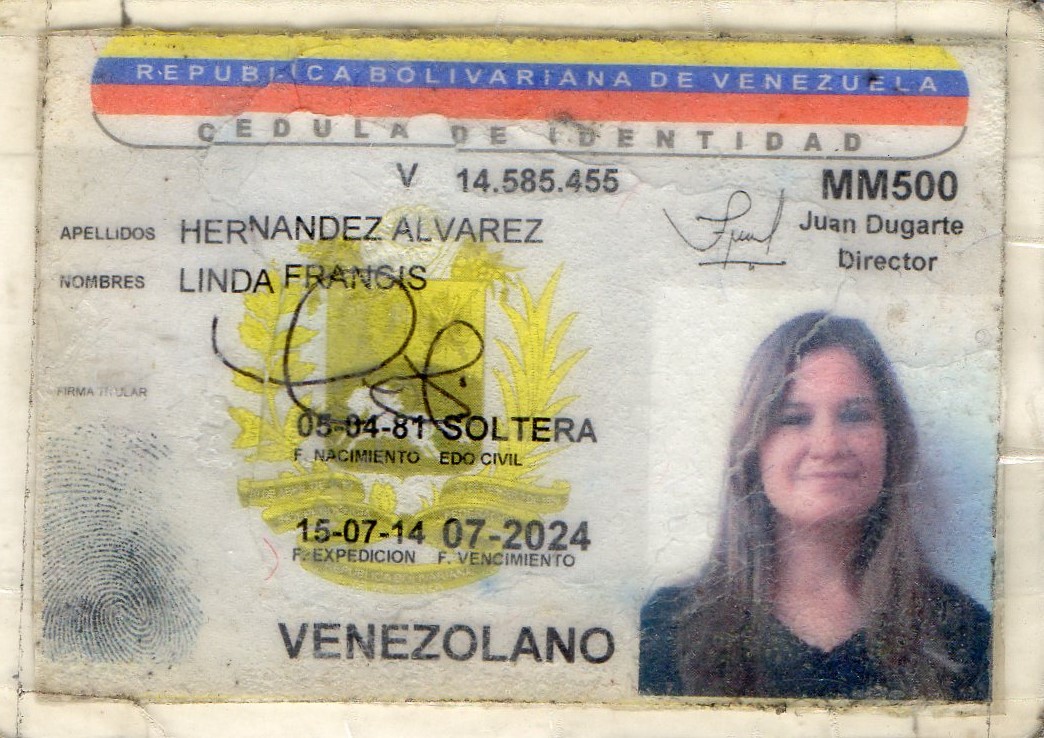 REPUBLICA BOLIVARIANA DE VENEZUELA
CEDULA DE IDENTIDAD
V 14.585.455
MM500
Juan Dugarte
Director
APELLIDOS HERNANDEZ ALVAREZ
NOMBRES LINDA FRANCIS
FIRMA TITULAR
05-04-81 SOLTERA
F. NACIMIENTO EDO CIVIL
15-07-14 07-2024
F. EXPEDICION F. VENCIMIENTO
VENEZOLANO